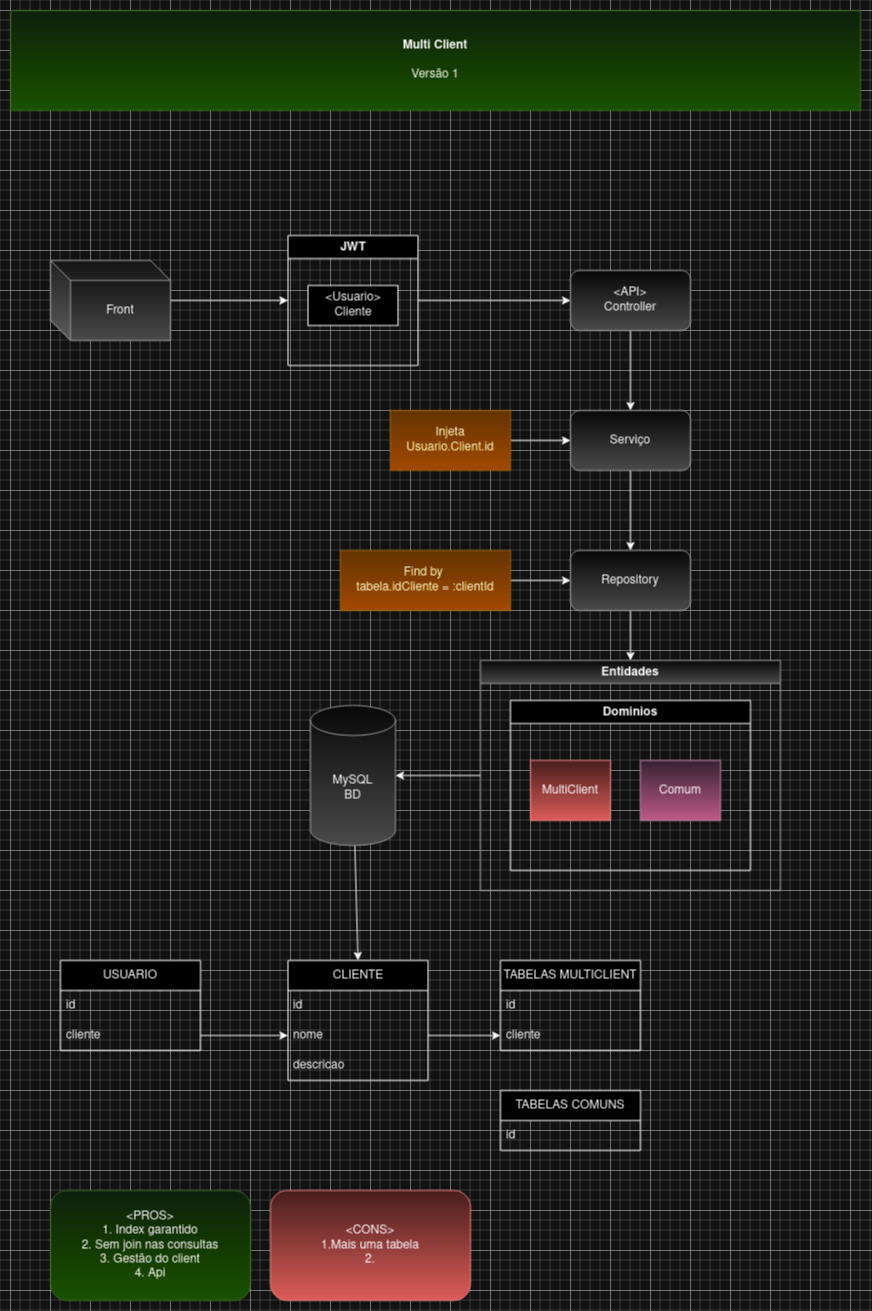 Multi Client
Versão 1
JWT
Front
<Usuario>
Cliente
<API>
Controller
Injeta
Usuario.Client.id
Serviço
Find by
tabela.idCliente = :clientId
Repository
Entidades
Dominios
MultiClient
Comum
MySQL
BD
USUARIO
id
cliente
CLIENTE
id
nome
descricao
TABELAS MULTICLIENT
id
cliente
TABELAS COMUNS
id
<PROS>
1. Index garantido
2. Sem join nas consultas
3. Gestão do client
4. Api
<CONS>
1.Mais uma tabela
2.